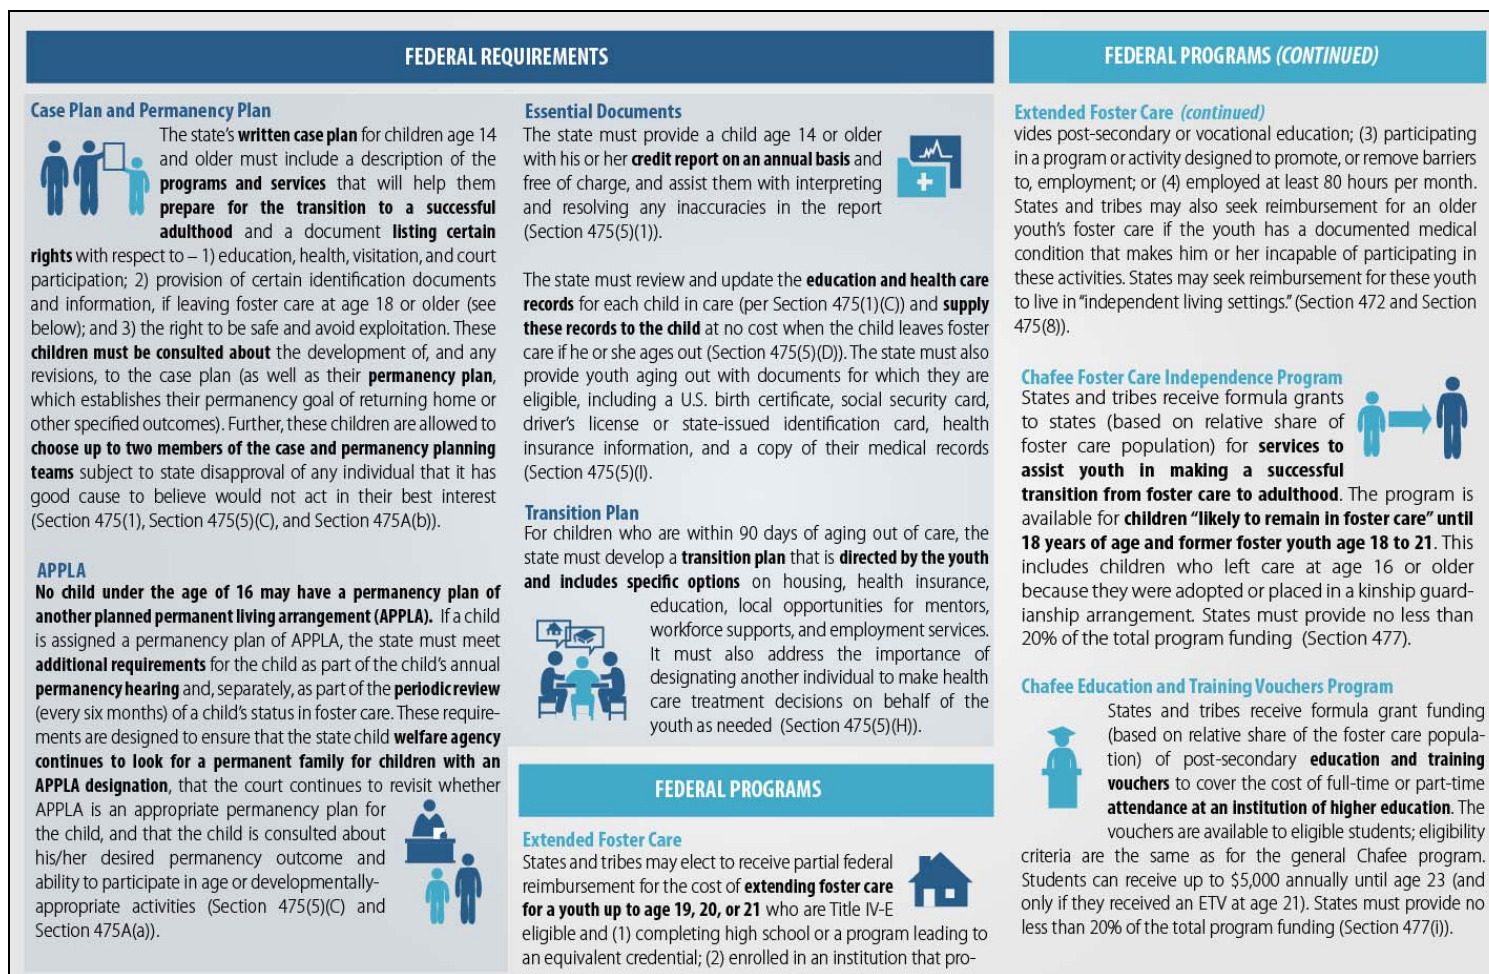 FEDERAL REQUIREMENTS
Case Plan and Permanency Plan
The state's written case plan for children age 14
and older must include a description of the
programs and services that will help them
prepare for the transition to a successful
adulthood and a document listing certain
rights with respect to – 1) education, health, visitation, and court
participation; 2) provision of certain identification documents
and information, if leaving foster care at age 18 or older (see
below); and 3) the right to be safe and avoid exploitation. These
children must be consulted about the development of, and any
revisions, to the case plan (as well as their permanency plan,
which establishes their permanency goal of returning home or
other specified outcomes). Further, these children are allowed to
choose up to two members of the case and permanency planning
teams subject to state disapproval of any individual that it has
good cause to believe would not act in their best interest
(Section 475(1), Section 475(5)(C), and Section 475A(b)).
APPLA
No child under the age of 16 may have a permanency plan of
another planned permanent living arrangement (APPLA). If a child
is assigned a permanency plan of APPLA, the state must meet
additional requirements for the child as part of the child's annual
permanency hearing and, separately, as part of the periodic review
(every six months) of a child's status in foster care. These require-
ments are designed to ensure that the state child welfare agency
continues to look for a permanent family for children with an
APPLA designation, that the court continues to revisit whether
APPLA is an appropriate permanency plan for
the child, and that the child is consulted about
his/her desired permanency outcome and
ability to participate in age or developmentally-
appropriate activities (Section 475(5)(C) and
Section 475A(a)).
Essential Documents
The state must provide a child age 14 or older
with his or her credit report on an annual basis and
free of charge, and assist them with interpreting
and resolving any inaccuracies in the report
(Section 475(5)(1)).
The state must review and update the education and health care
records for each child in care (per Section 475(1)(C)) and supply
these records to the child at no cost when the child leaves foster
care if he or she ages out (Section 475(5)(D)). The state must also
provide youth aging out with documents for which they are
eligible, including a U.S. birth certificate, social security card,
driver's license or state-issued identification card, health
insurance information, and a copy of their medical records
(Section 475(5)(I).
Transition Plan
For children who are within 90 days of aging out of care, the
state must develop a transition plan that is directed by the youth
and includes specific options on housing, health insurance,
education, local opportunities for mentors,
workforce supports, and employment services.
It must also address the importance of
designating another individual to make health
care treatment decisions on behalf of the
youth as needed (Section 475(5)(H)).
FEDERAL PROGRAMS
Extended Foster Care
States and tribes may elect to receive partial federal
reimbursement for the cost of extending foster care
for a youth up to age 19, 20, or 21 who are Title IV-E
eligible and (1) completing high school or a program leading to
an equivalent credential; (2) enrolled in an institution that pro-
FEDERAL PROGRAMS (CONTINUED)
Extended Foster Care (continued)
vides post-secondary or vocational education; (3) participating
in a program or activity designed to promote, or remove barriers
to, employment; or (4) employed at least 80 hours per month.
States and tribes may also seek reimbursement for an older
youth's foster care if the youth has a documented medical
condition that makes him or her incapable of participating in
these activities. States may seek reimbursement for these youth
to live in "independent living settings." (Section 472 and Section
475(8)).
Chafee Foster Care Independence Program
States and tribes receive formula grants
to states (based on relative share of
foster care population) for services to
assist youth in making a successful
transition from foster care to adulthood. The program is
available for children "likely to remain in foster care" until
18 years of age and former foster youth age 18 to 21. This
includes children who left care at age 16 or older
because they were adopted or placed in a kinship guard-
ianship arrangement. States must provide no less than
20% of the total program funding (Section 477).
Chafee Education and Training Vouchers Program
States and tribes receive formula grant funding
(based on relative share of the foster care popula-
tion) of post-secondary education and training
vouchers to cover the cost of full-time or part-time
attendance at an institution of higher education. The
vouchers are available to eligible students; eligibility
criteria are the same as for the general Chafee program.
Students can receive up to $5,000 annually until age 23 (and
only if they received an ETV at age 21). States must provide no
less than 20% of the total program funding (Section 477(i)).